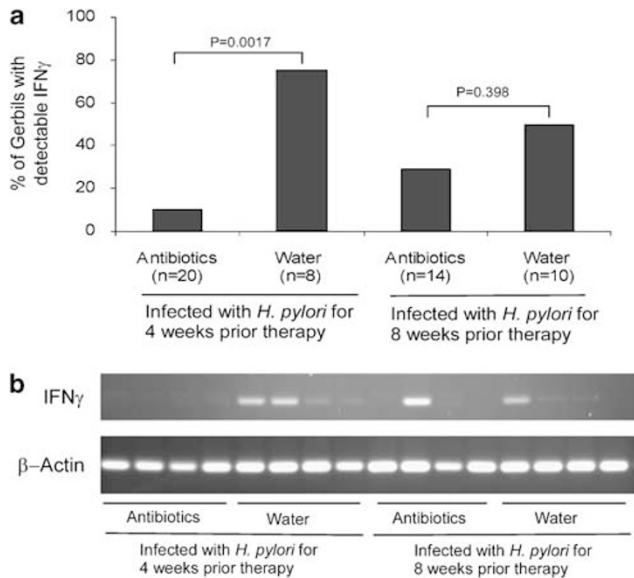 a
100
80
60
40
20
0
% of Gerbils with
detectable IFNγ
P=0.0017
P=0.398
Antibiotics Water Antibiotics Water
(n=20) (n=8) (n=14) (n=10)
Infected with H. pylori for Infected with H. pylori for
4 weeks prior therapy 8 weeks prior therapy
b
IFNγ
β–Actin
Antibiotics Water Antibiotics Water
Infected with H. pylori for Infected with H. pylori for
4 weeks prior therapy 8 weeks prior therapy